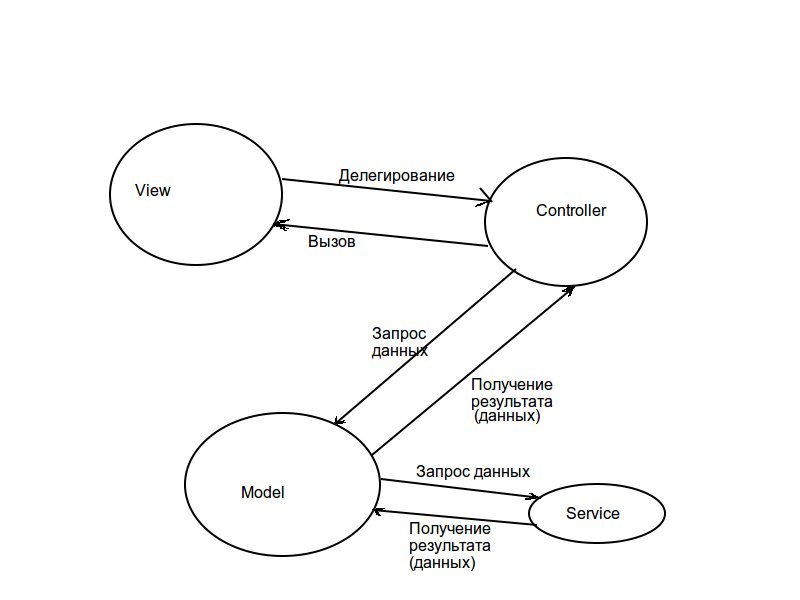 Делегирование
View
Controller
Вызов
Запрос
данных
Получение
результата
(данных)
Запрос данных
Model
Service
Получение
результата
(данных)